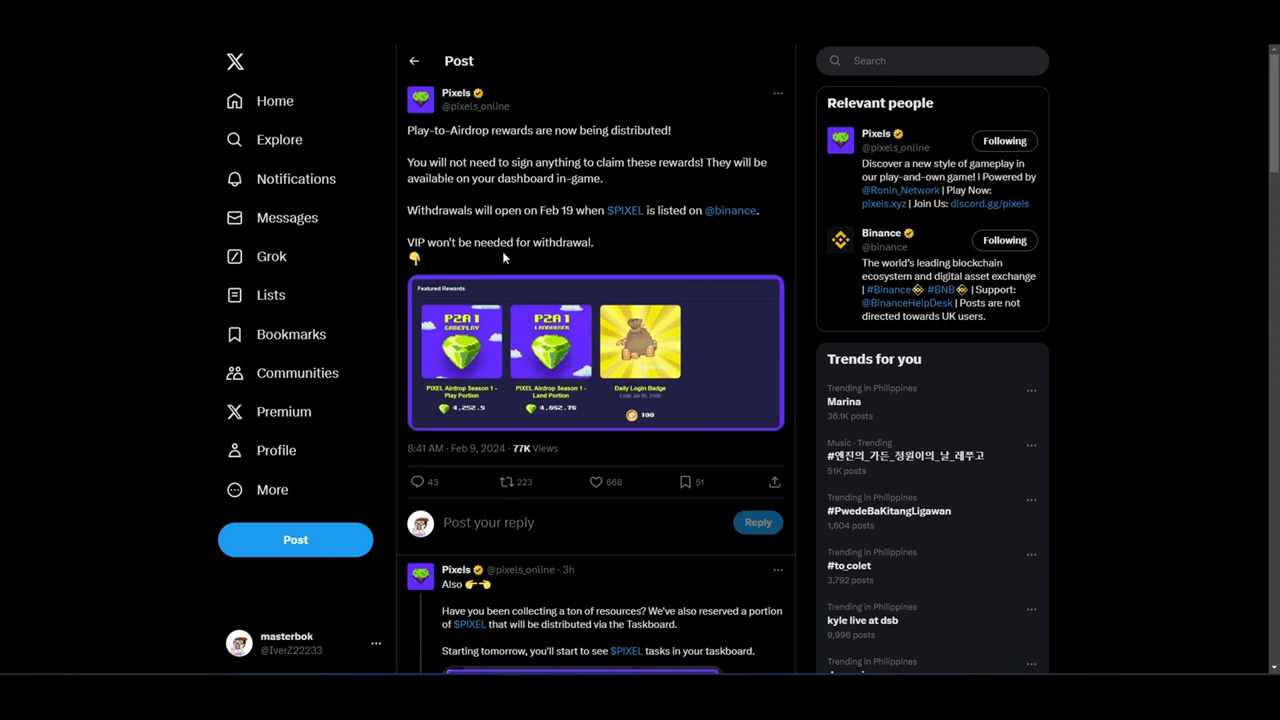 Home
Explore
Notifications
Messages
Grok
Lists
Bookmarks
Communities
Premium
Profile
More
Post
masterbok
@IverZ22233
Post
Pixels
@pixels_online
Play-to-Airdrop rewards are now being distributed!
You will not need to sign anything to claim these rewards! They will be
available on your dashboard in-game.
Withdrawals will open on Feb 19 when $PIXEL is listed on @binance.
VIP won't be needed for withdrawal.
Featured Rewards
P2A1
GAMEPLAY
P2A1
LANDOWNER
PIXEL Airdrop Season 1 -
Play Portion
4,252.9
PIXEL Airdrop Season 1 -
Land Portion
4,062.78
Daily Login Badge
Ends Jul 30, 2100
100
8:41 AM · Feb 9, 2024 · 77K Views
43
223
668
51
Post your reply
Reply
Pixels @pixels_online · 3h
Also
Have you been collecting a ton of resources? We've also reserved a portion
of $PIXEL that will be distributed via the Taskboard.
Starting tomorrow, you'll start to see $PIXEL tasks in your taskboard.
Search
Relevant people
Pixels
@pixels_online
Following
Discover a new style of gameplay in
our play-and-own game! | Powered by
@Ronin_Network | Play Now:
pixels.xyz | Join Us: discord.gg/pixels
Binance
@binance
Following
The world's leading blockchain
ecosystem and digital asset exchange
| #Binance #BNB | Support:
@BinanceHelpDesk | Posts are not
directed towards UK users.
Trends for you
Trending in Philippines
Marina
36.1K posts
Music · Trending
#엔진의_가든_정원이의_날_래쭈고
51K posts
Trending in Philippines
#PwedeBaKitangLigawan
1,604 posts
Trending in Philippines
#to_colet
3,792 posts
Trending in Philippines
kyle live at dsb
9,996 posts
Trending in Philippines